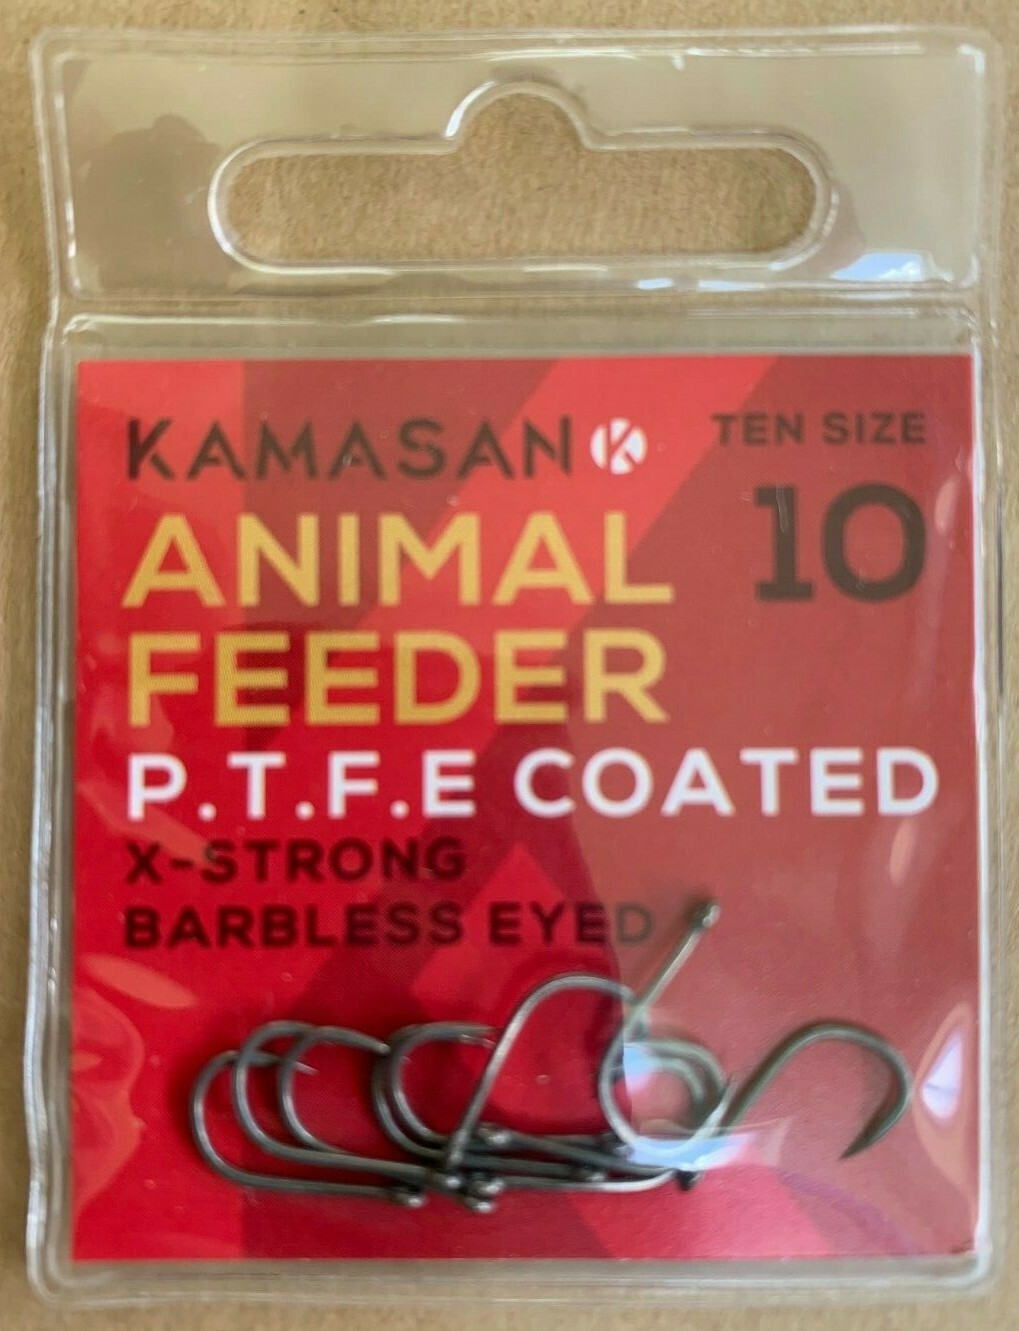 KAMASAN K
TEN SIZE
10
ANIMAL
FEEDER
P.T.F.E COATED
X-STRONG
BARBLESS EYED